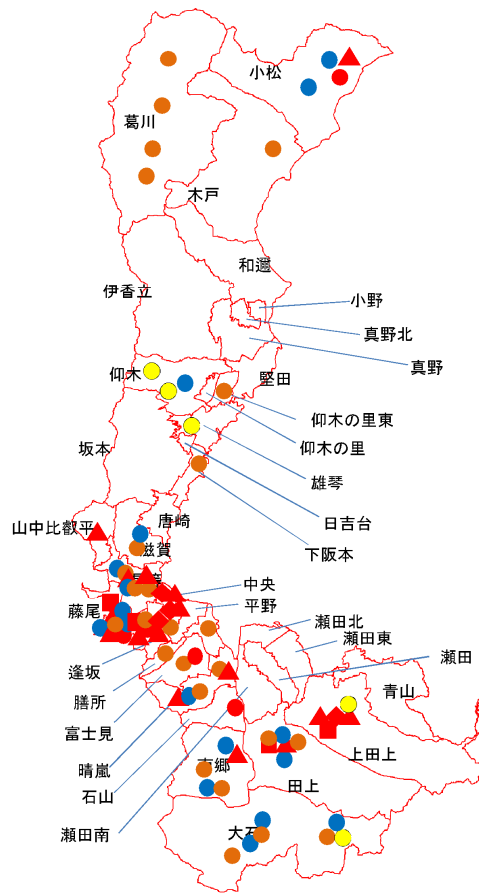 小松
葛川
木戸
和邇
伊香立
小野
真野北
真野
仰木
堅田
仰木の里東
仰木の里
坂本
雄琴
日吉台
下阪本
唐崎
山中比叡平
滋賀
中央
藤尾
平野
瀬田北
瀬田東
瀬田
逢坂
青山
膳所
富士見
上田上
晴嵐
南郷
田上
石山
瀬田南
大石